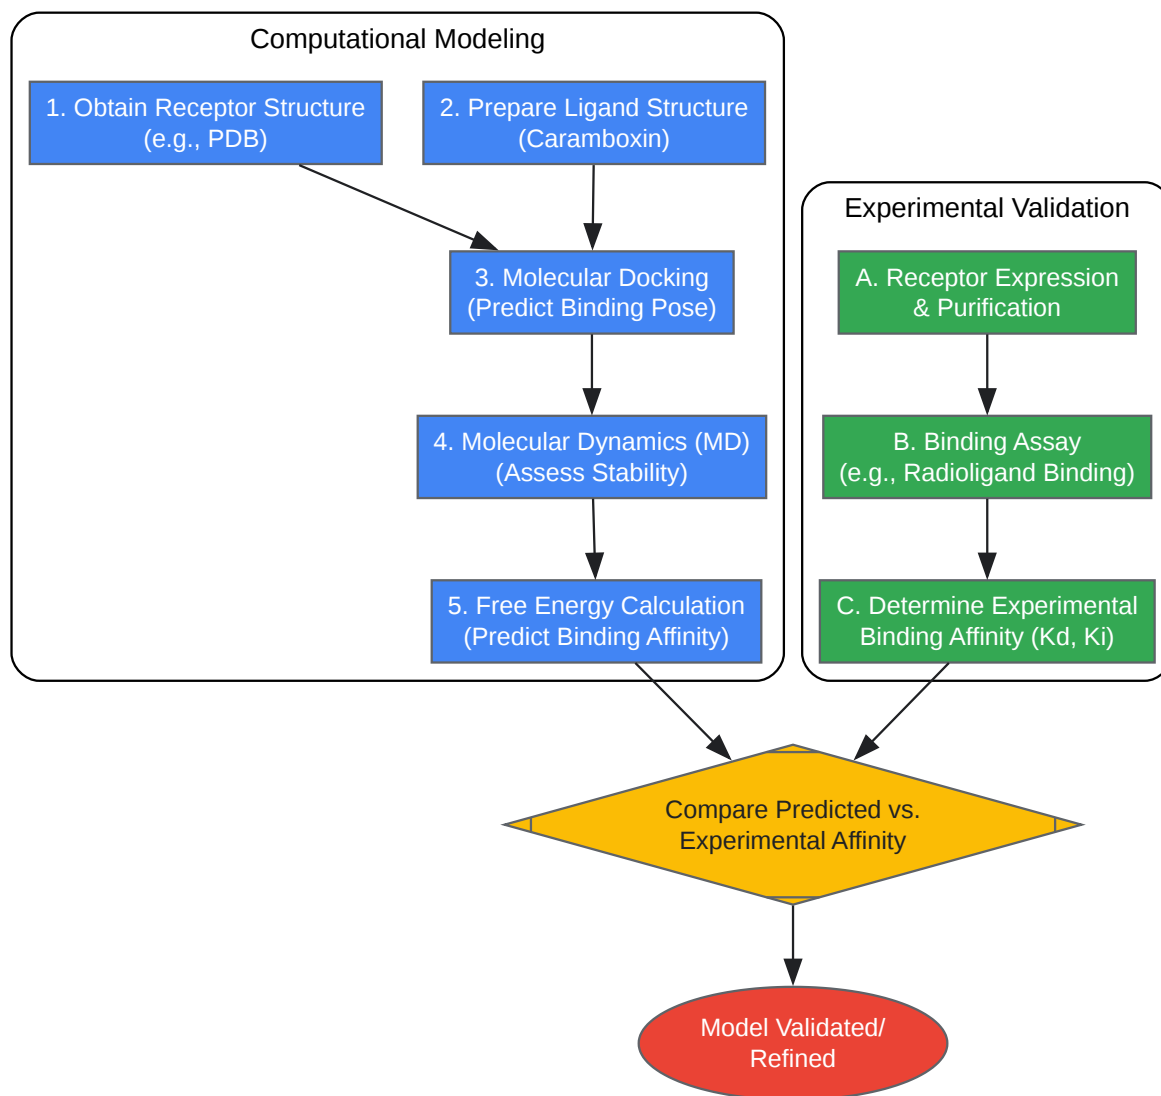 Computational Modeling
1. Obtain Receptor Structure
(e.g., PDB)
2. Prepare Ligand Structure
(Caramboxin)
3. Molecular Docking
(Predict Binding Pose)
4. Molecular Dynamics (MD)
(Assess Stability)
5. Free Energy Calculation
(Predict Binding Affinity)
Experimental Validation
A. Receptor Expression
& Purification
B. Binding Assay
(e.g., Radioligand Binding)
C. Determine Experimental
Binding Affinity (Kd, Ki)
Compare Predicted vs.
Experimental Affinity
Model Validated/
Refined